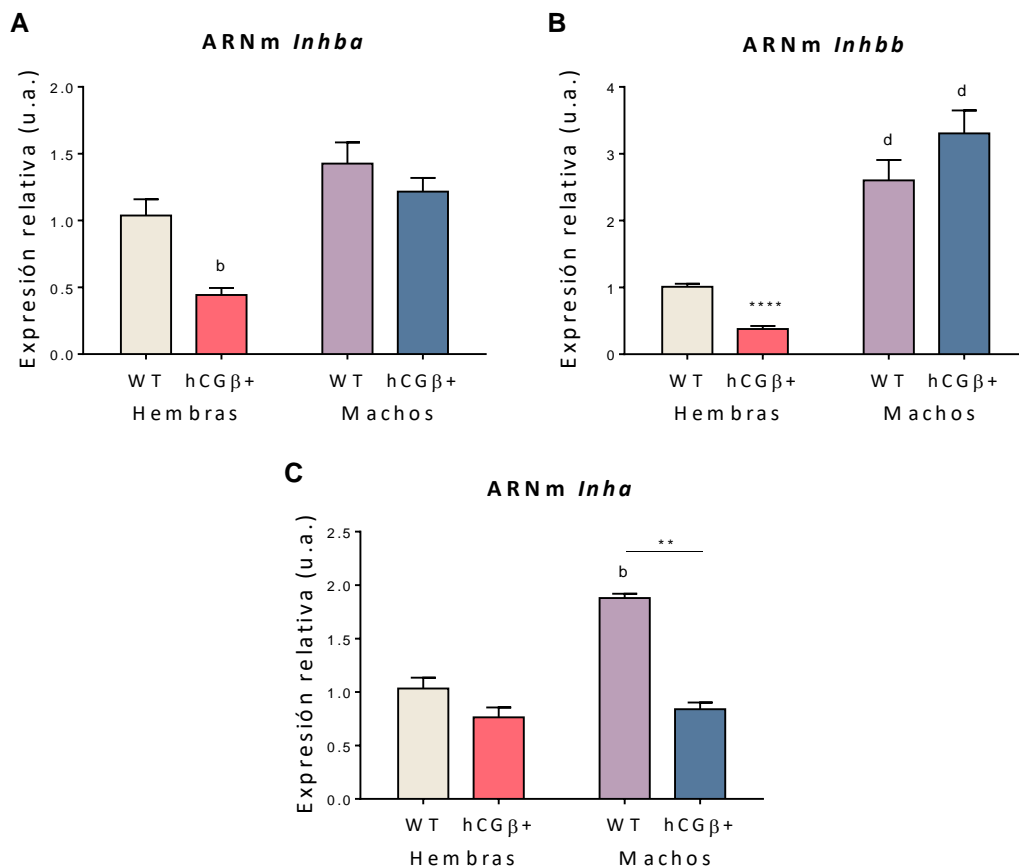 A
ARNm Inhba
Expresión relativa (u.a.)
2.0
1.5
1.0
0.5
0.0
b
WT hCGβ+ WT hCGβ+
Hembras Machos
B
ARNm Inhbb
Expresión relativa (u.a.)
4
3
2
1
0
****
d
d
WT hCGβ+ WT hCGβ+
Hembras Machos
C
ARNm Inha
Expresión relativa (u.a.)
2.5
2.0
1.5
1.0
0.5
0.0
**
b
WT hCGβ+ WT hCGβ+
Hembras Machos